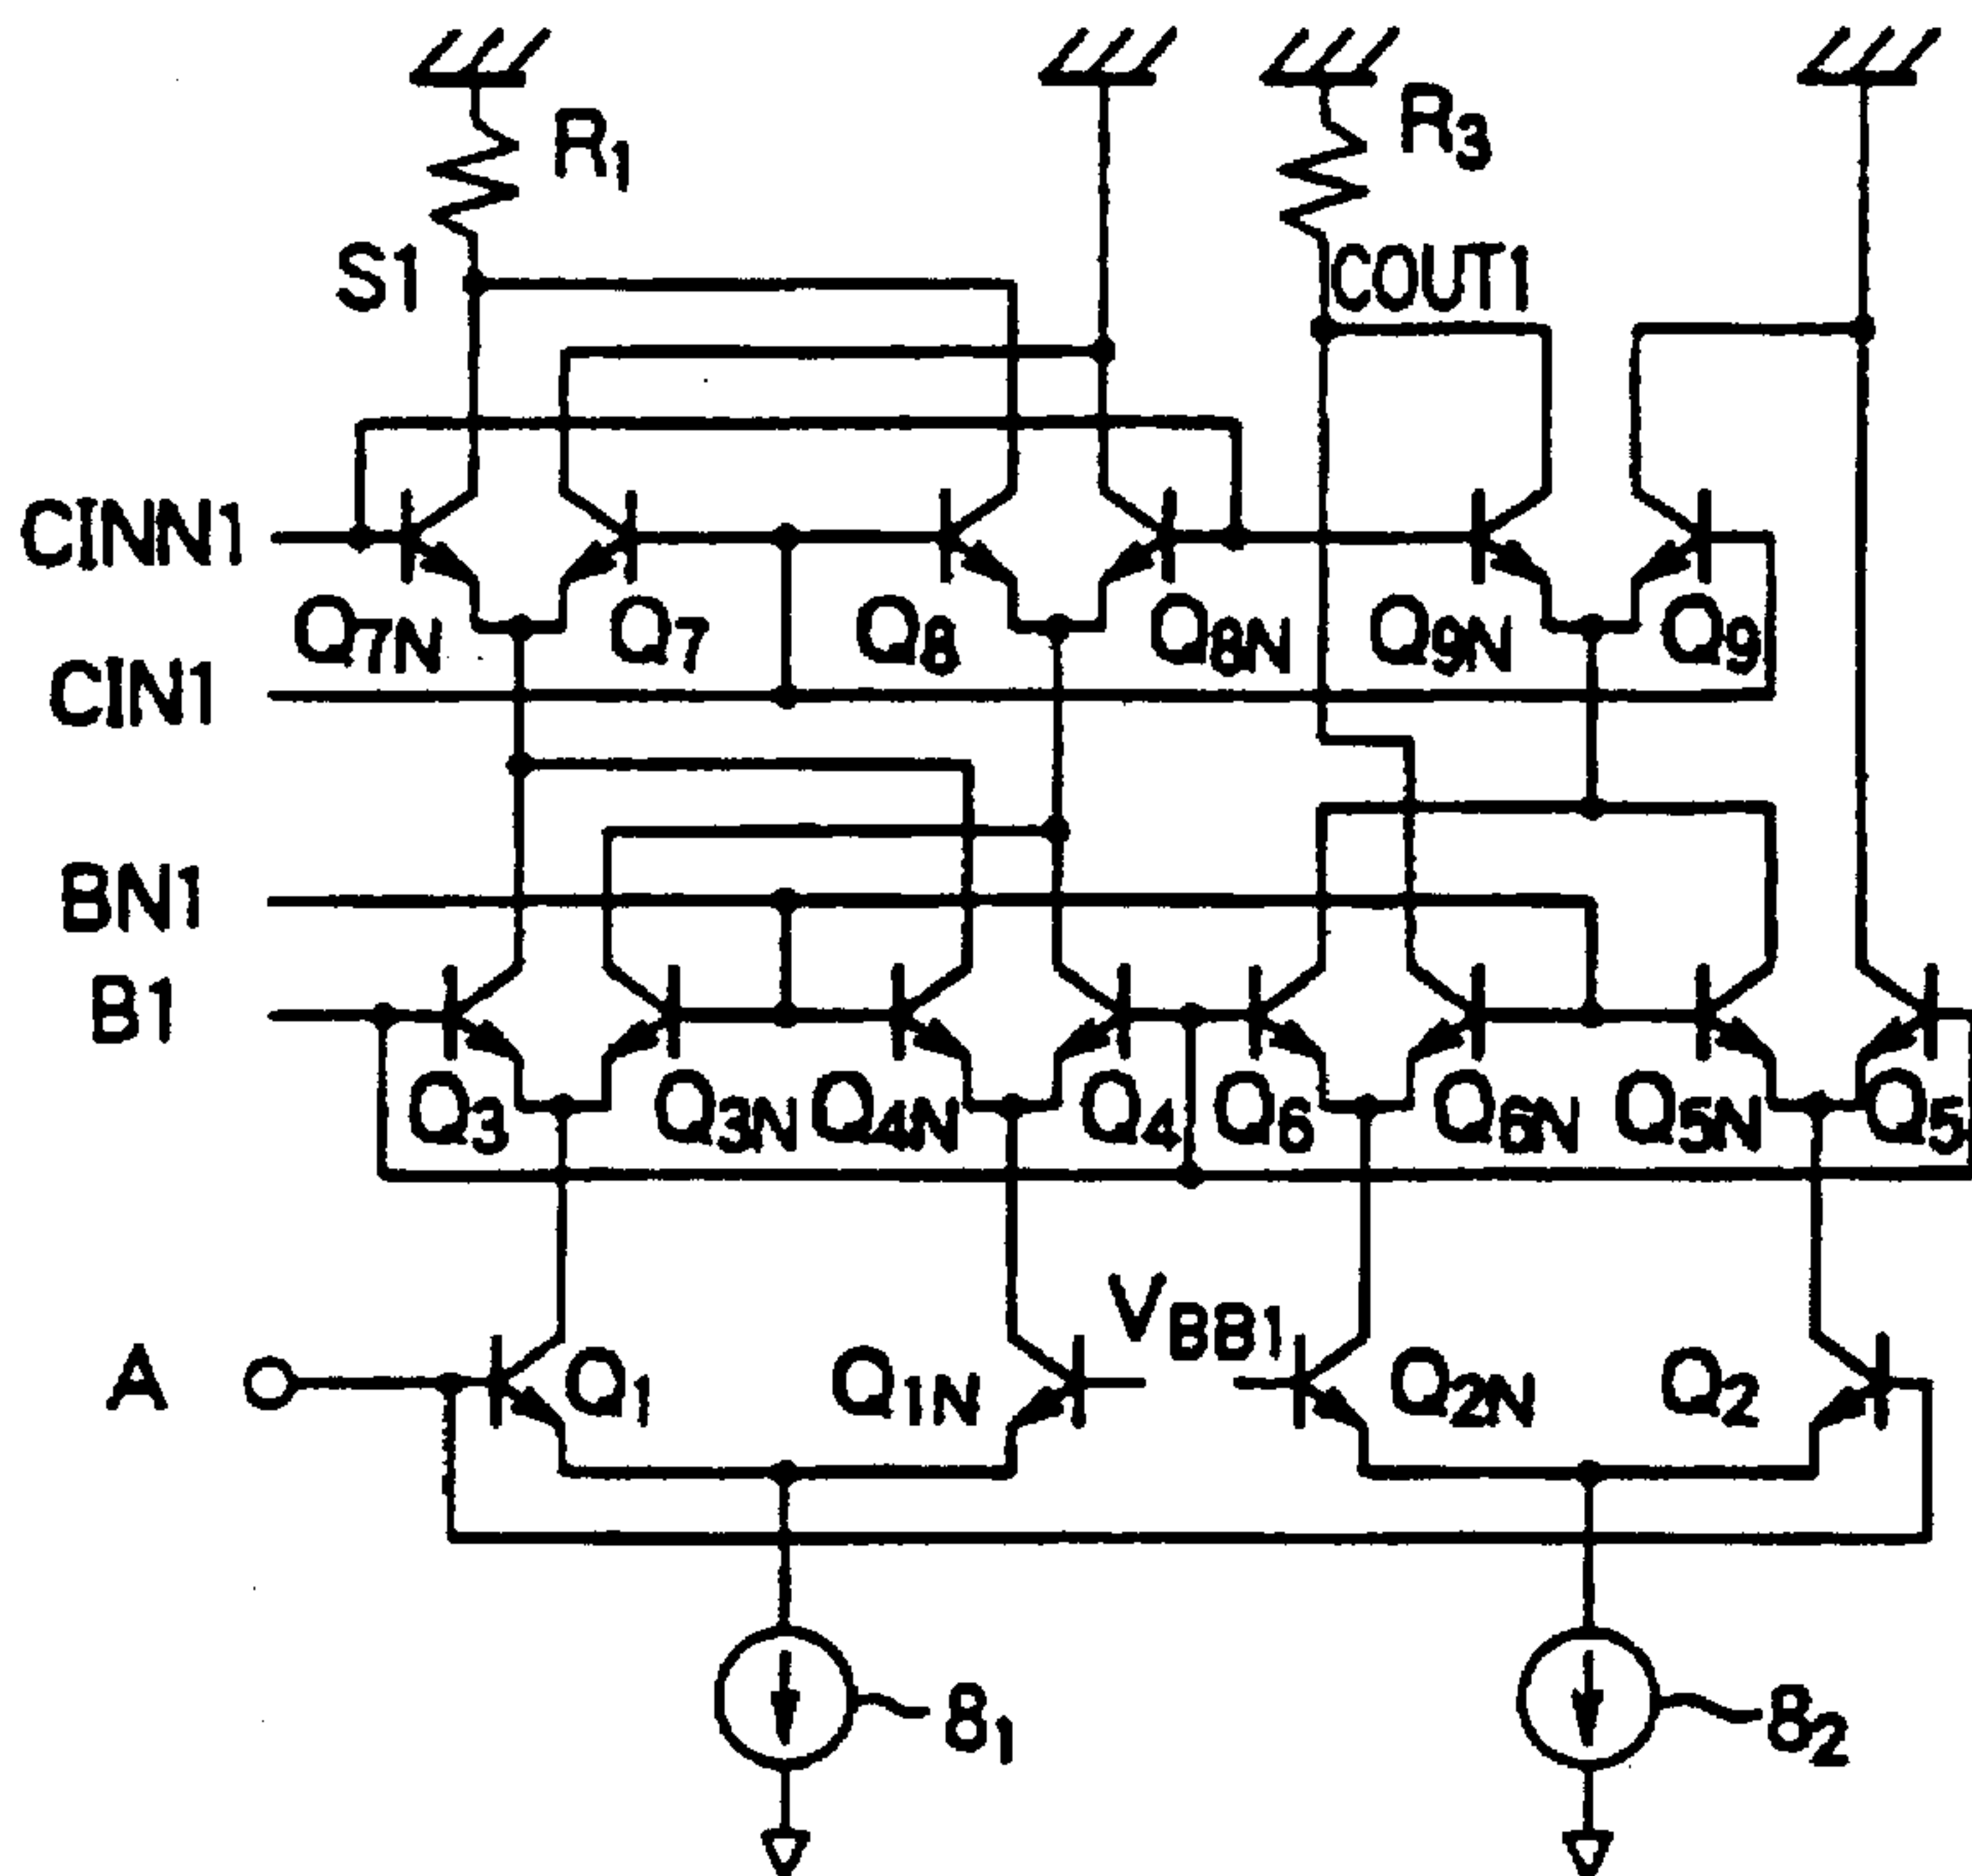 R1
R3
S1
COUT1
CINN1
Q7N
Q7
Q8
Q8N
Q9N
Q9
CIN1
BN1
B1
Q3
Q3N
Q4N
Q4
Q6
Q6N
Q5N
Q5
VBB1
A
Q1
Q1N
Q2N
Q2
81
82